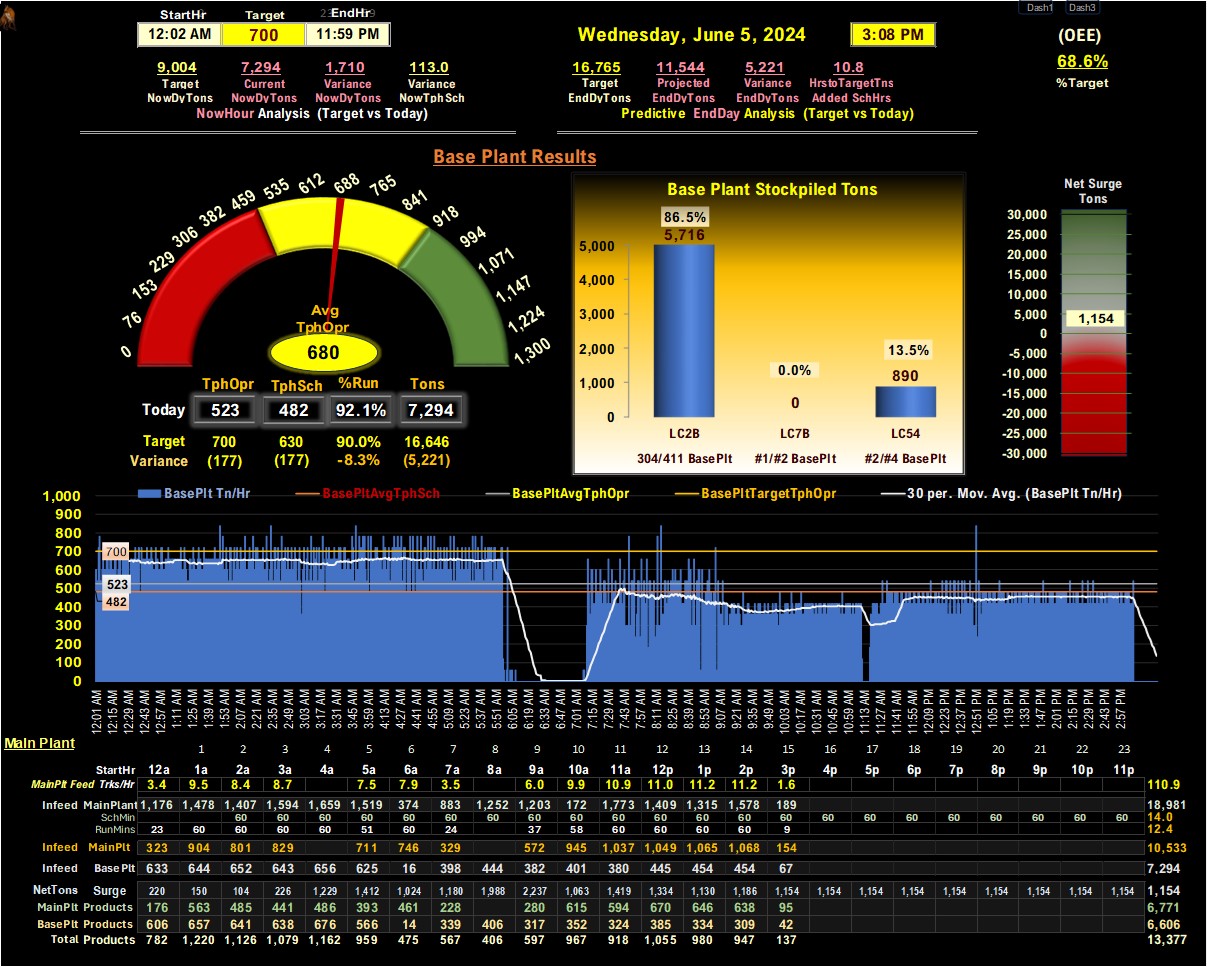 Dash1 Dash3
StartHr Target EndHr
12:02 AM 700 11:59 PM
Wednesday, June 5, 2024 3:08 PM
(OEE)
68.6%
%Target
9,004 7,294 1,710 113.0
Target Current Variance Variance
NowDyTons NowDyTons NowDyTons NowTphSch
NowHour Analysis (Target vs Today)
16,765 11,544 5,221 10.8
Target Projected Variance HrstoTargetTns
EndDyTons EndDyTons EndDyTons Added SchHrs
Predictive EndDay Analysis (Target vs Today)
Base Plant Results
0 76 153 229 306 382 459 535 612 688 765 841 918 994 1,071 1,147 1,224 1,300
Avg
TphOpr
680
TphOpr TphSch %Run Tons
Today 523 482 92.1% 7,294
Target 700 630 90.0% 16,646
Variance (177) (177) -8.3% (5,221)
Base Plant Stockpiled Tons
86.5%
5,716
0.0%
0
13.5%
890
5,000
4,000
3,000
2,000
1,000
0
LC2B LC7B LC54
304/411 BasePlt #1/#2 BasePlt #2/#4 BasePlt
Net Surge
Tons
30,000
20,000
15,000
10,000
5,000
0
-5,000
-10,000
-15,000
-20,000
-25,000
-30,000
1,154
BasePlt Tn/Hr BasePltAvgTphSch BasePltAvgTphOpr BasePltTargetTphOpr 30 per. Mov. Avg. (BasePlt Tn/Hr)
1,000
900
800
700
600
500
400
300
200
100
0
700
523
482
12:01 AM 12:15 AM 12:29 AM 12:43 AM 12:57 AM 1:11 AM 1:25 AM 1:39 AM 1:53 AM 2:07 AM 2:21 AM 2:35 AM 2:49 AM 3:03 AM 3:17 AM 3:31 AM 3:45 AM 3:59 AM 4:13 AM 4:27 AM 4:41 AM 4:55 AM 5:09 AM 5:23 AM 5:37 AM 5:51 AM 6:05 AM 6:19 AM 6:33 AM 6:47 AM 7:01 AM 7:15 AM 7:29 AM 7:43 AM 7:57 AM 8:11 AM 8:25 AM 8:39 AM 8:53 AM 9:07 AM 9:21 AM 9:35 AM 9:49 AM 10:03 AM 10:17 AM 10:31 AM 10:45 AM 10:59 AM 11:13 AM 11:27 AM 11:41 AM 11:55 AM 12:09 PM 12:23 PM 12:37 PM 12:51 PM 1:05 PM 1:19 PM 1:33 PM 1:47 PM 2:01 PM 2:15 PM 2:29 PM 2:43 PM 2:57 PM
Main Plant
1 2 3 4 5 6 7 8 9 10 11 12 13 14 15 16 17 18 19 20 21 22 23
StartHr 12a 1a 2a 3a 4a 5a 6a 7a 8a 9a 10a 11a 12p 1p 2p 3p 4p 5p 6p 7p 8p 9p 10p 11p
MainPlt Feed Trks/Hr 3.4 9.5 8.4 8.7 7.5 7.9 3.5 6.0 9.9 10.9 11.0 11.2 11.2 1.6 110.9
Infeed MainPlant 1,176 1,478 1,407 1,594 1,659 1,519 374 883 1,252 1,203 172 1,773 1,409 1,315 1,578 189 18,981
SchMin 60 60 60 60 60 60 60 60 60 60 60 60 60 60 60 60 60 60 60 60 60 60 14.0
RunMins 23 60 60 60 60 51 60 24 37 58 60 60 60 60 9 12.4
Infeed MainPlt 323 904 801 829 711 746 329 572 945 1,037 1,049 1,065 1,068 154 10,533
Infeed BasePlt 633 644 652 643 656 625 16 398 444 382 401 380 445 454 454 67 7,294
NetTons Surge 220 150 104 226 1,229 1,412 1,024 1,180 1,988 2,237 1,063 1,419 1,334 1,130 1,186 1,154 1,154 1,154 1,154 1,154 1,154 1,154 1,154 1,154 1,154
MainPlt Products 176 563 485 441 486 393 461 228 280 615 594 670 646 638 95 6,771
BasePlt Products 606 657 641 638 676 566 14 339 406 317 352 324 385 334 309 42 6,606
Total Products 782 1,220 1,126 1,079 1,162 959 475 567 406 597 967 918 1,055 980 947 137 13,377